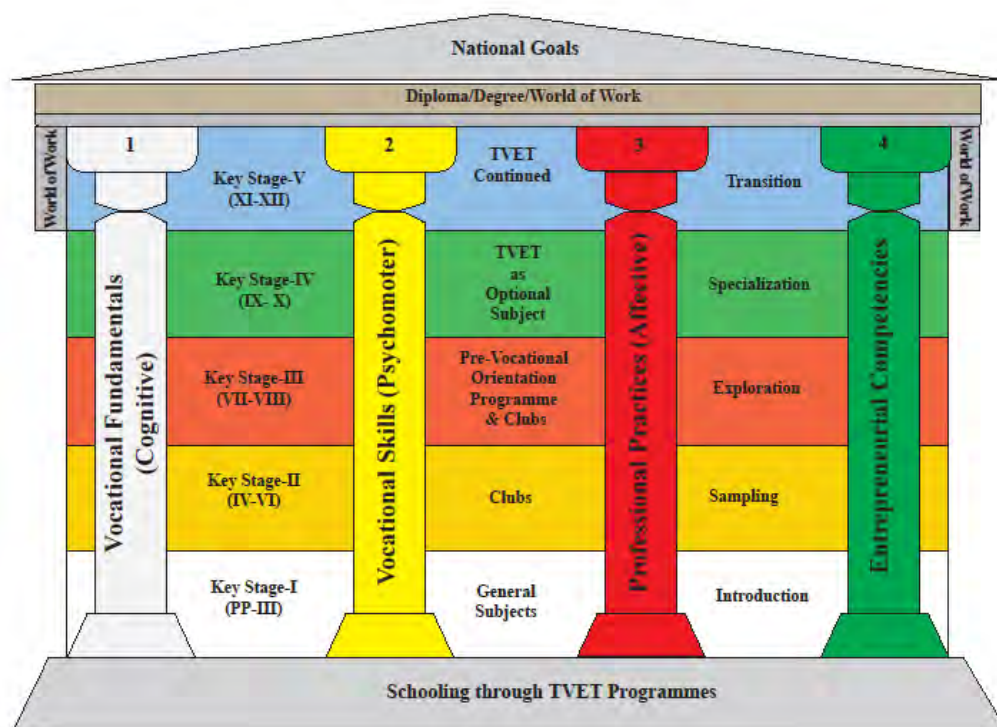 National Goals
Diploma/Degree/World of Work
World of Work
1
2
3
4
World of Work
Key Stage-V
(XI-XII)
TVET
Continued
Transition
Key Stage-IV
(IX- X)
TVET
as
Optional
Subject
Specialization
Key Stage-III
(VII-VIII)
Pre-Vocational
Orientation
Programme
& Clubs
Exploration
Key Stage-II
(IV-VI)
Clubs
Sampling
Key Stage-I
(PP-III)
General
Subjects
Introduction
Vocational Fundamentals
(Cognitive)
Vocational Skills (Psychomoter)
Professional Practices (Affective)
Entrepreneurial Competencies
Schooling through TVET Programmes